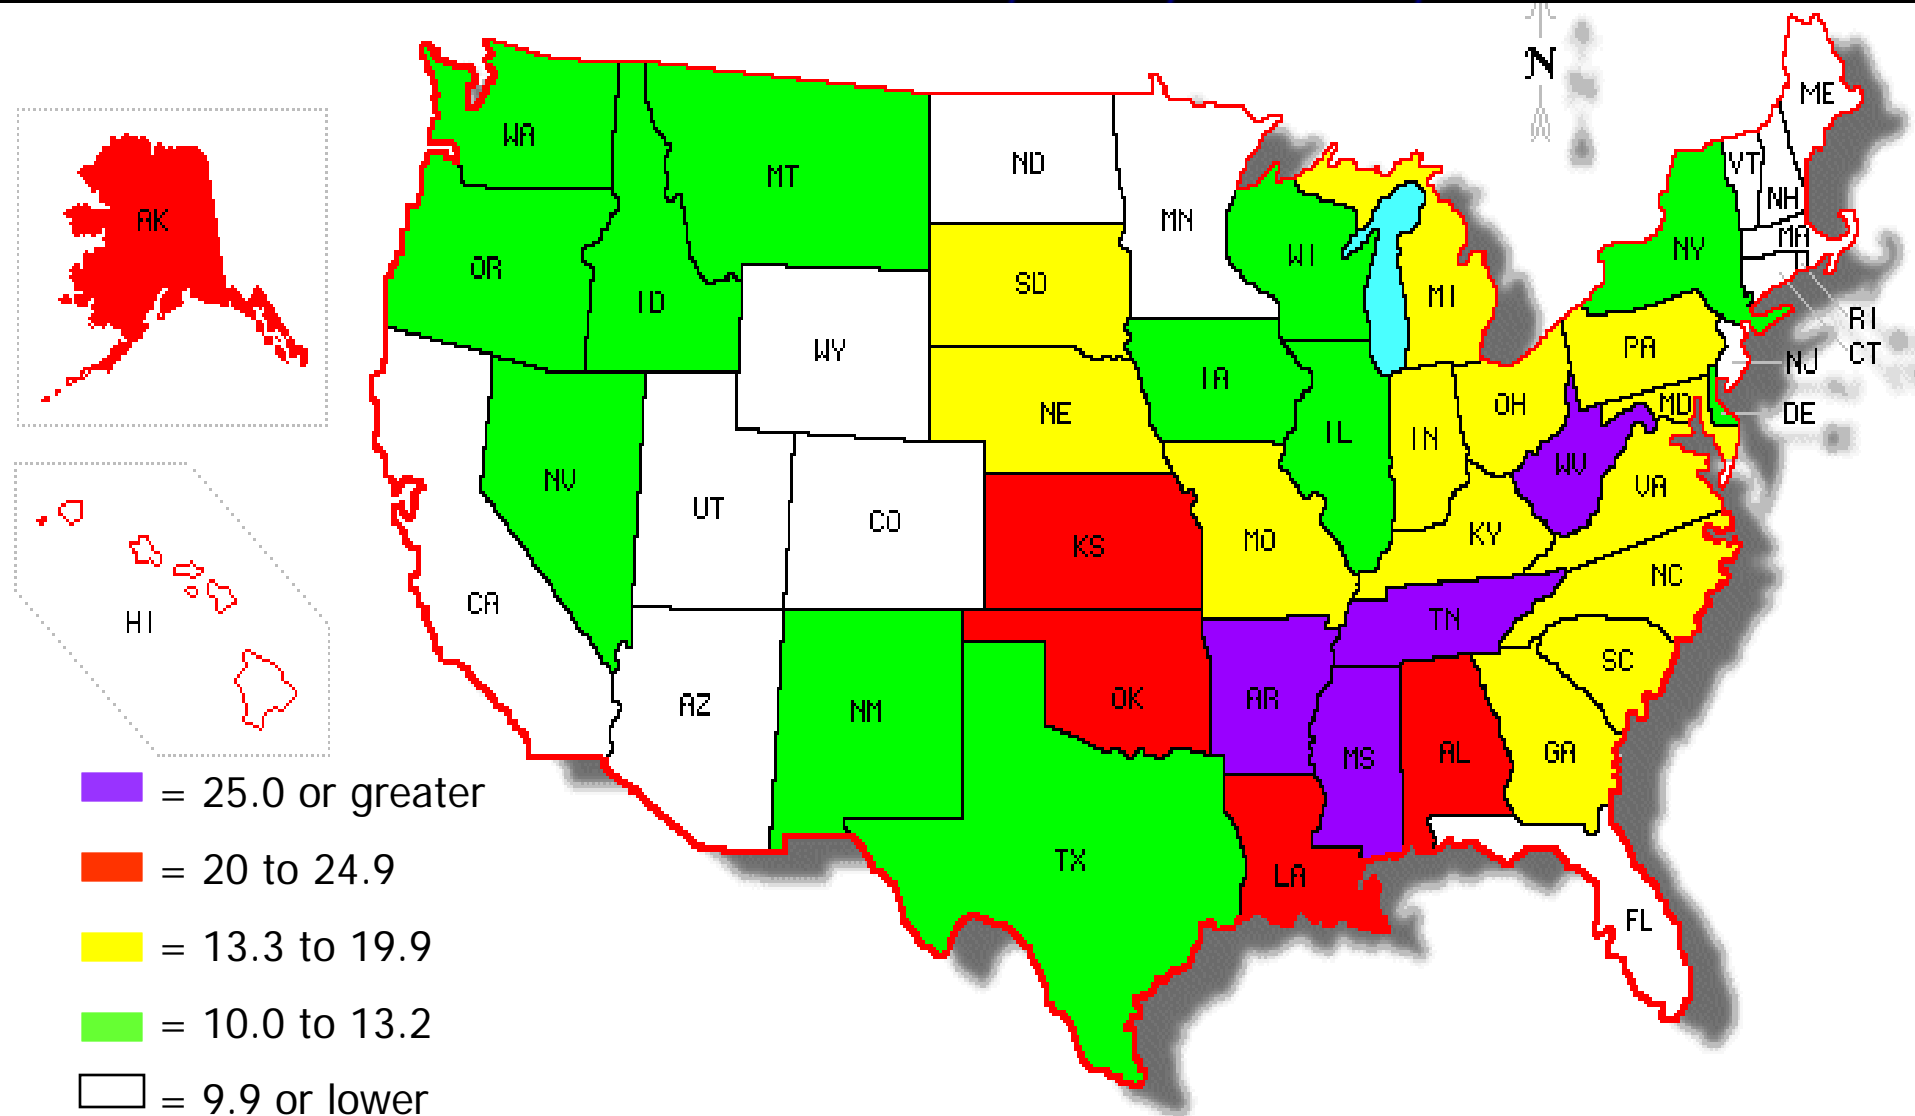 N
ME
WA
MT
ND
VT
NH
MN
AK
MA
OR
WI
NY
ID
SD
MI
RI
WY
PA
CT
NJ
IA
NE
OH
MD
DE
IL
IN
NV
WV
UT
CO
VA
KS
MO
KY
NC
CA
HI
TN
SC
AZ
NM
OK
AR
MS
AL
GA
TX
LA
FL
= 25.0 or greater
= 20 to 24.9
= 13.3 to 19.9
= 10.0 to 13.2
= 9.9 or lower